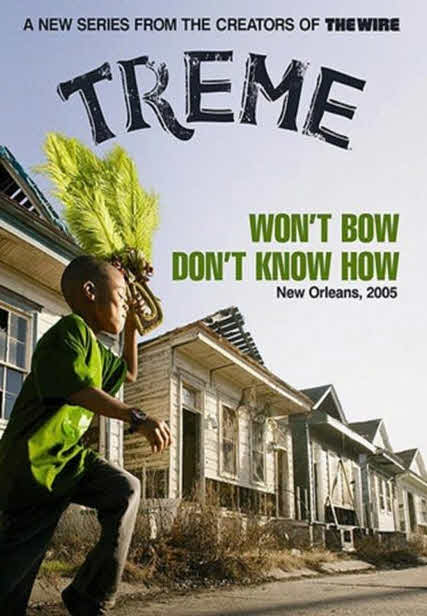 A NEW SERIES FROM THE CREATORS OF THE WIRE
TREME
WON'T BOW
DON'T KNOW HOW
New Orleans, 2005